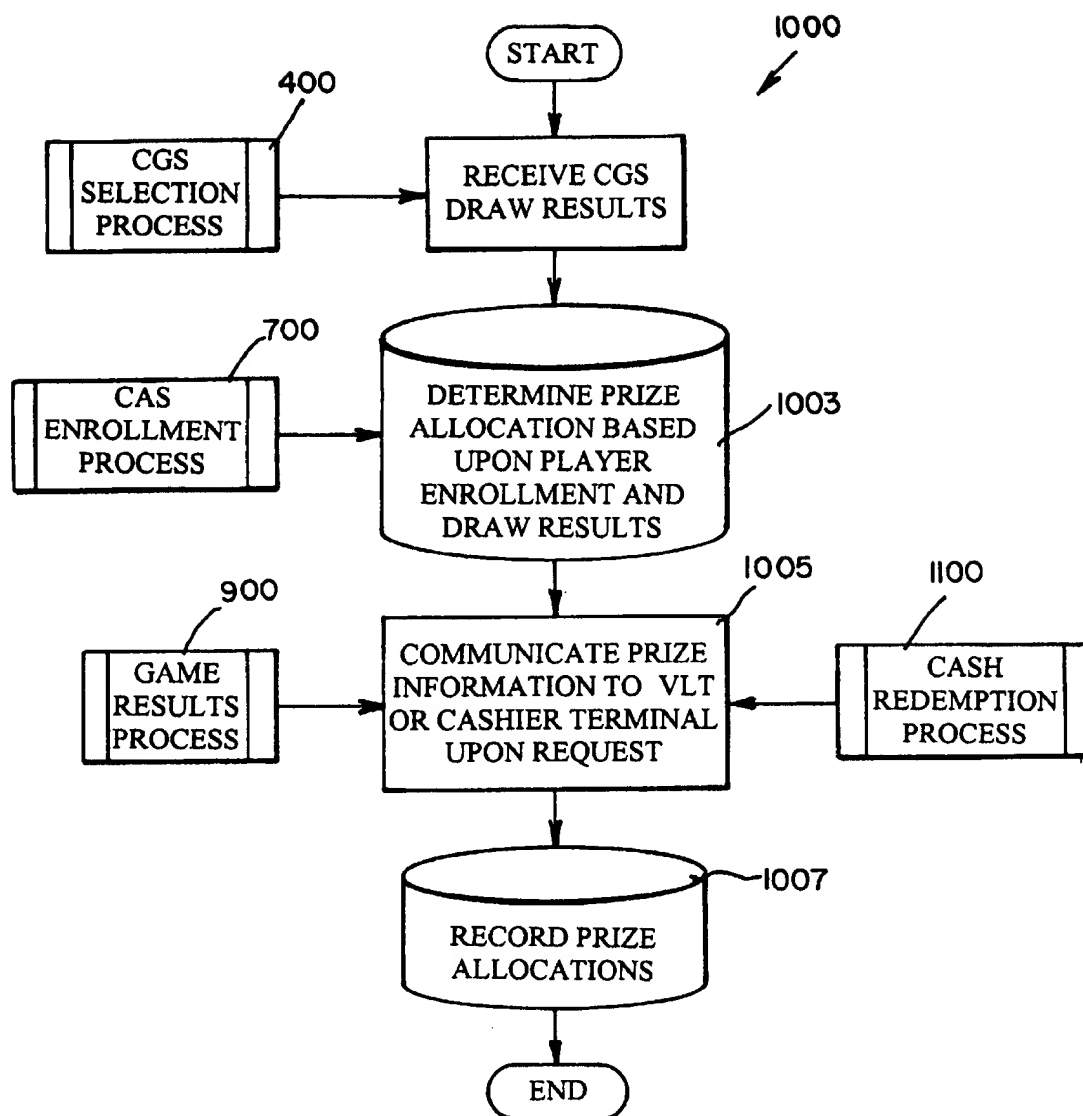 1000
START
400
CGS
SELECTION
PROCESS
RECEIVE CGS
DRAW RESULTS
700
CAS
ENROLLMENT
PROCESS
DETERMINE PRIZE
ALLOCATION BASED
UPON PLAYER
ENROLLMENT AND
DRAW RESULTS
1003
900
GAME
RESULTS
PROCESS
1005
COMMUNICATE PRIZE
INFORMATION TO VLT
OR CASHIER TERMINAL
UPON REQUEST
1100
CASH
REDEMPTION
PROCESS
1007
RECORD PRIZE
ALLOCATIONS
END